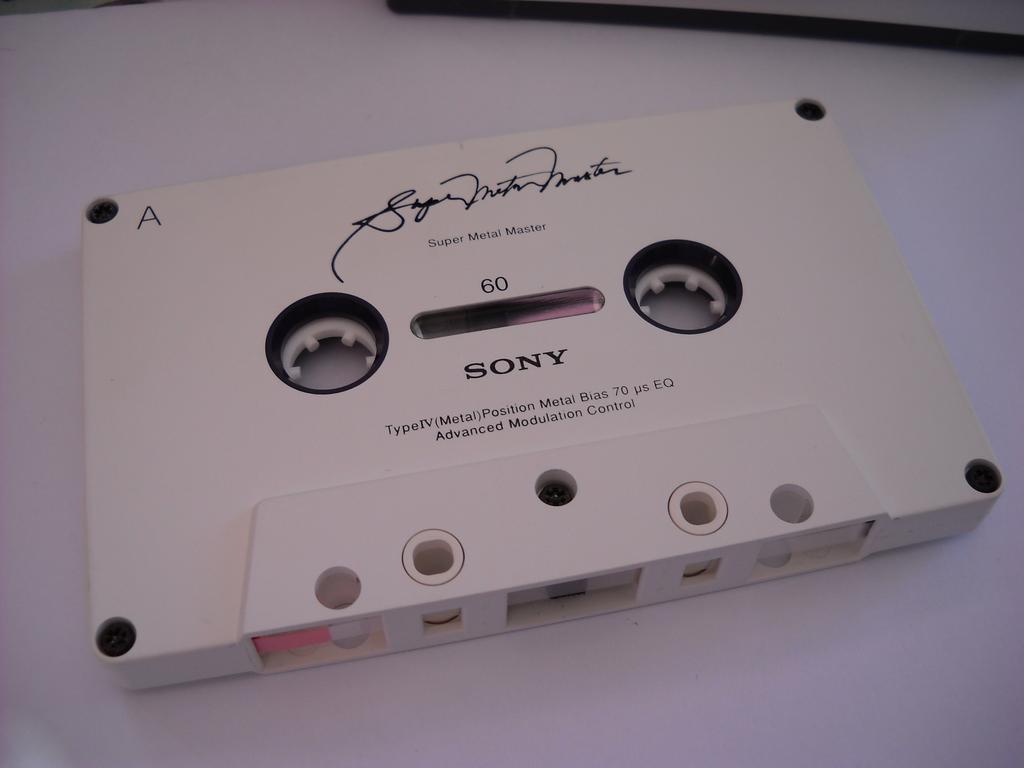 A
Super Metal Master
Super Metal Master
60
SONY
TypeⅣ(Metal)Position Metal Bias 70 μs EQ
Advanced Modulation Control